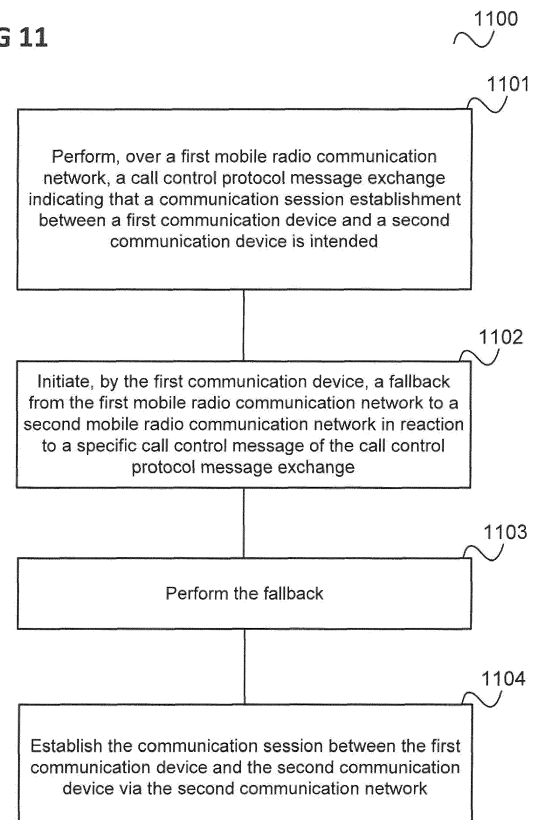 G 11
1100
1101
Perform, over a first mobile radio communication
network, a call control protocol message exchange
indicating that a communication session establishment
between a first communication device and a second
communication device is intended
1102
Initiate, by the first communication device, a fallback
from the first mobile radio communication network to a
second mobile radio communication network in reaction
to a specific call control message of the call control
protocol message exchange
1103
Perform the fallback
1104
Establish the communication session between the first
communication device and the second communication
device via the second communication network